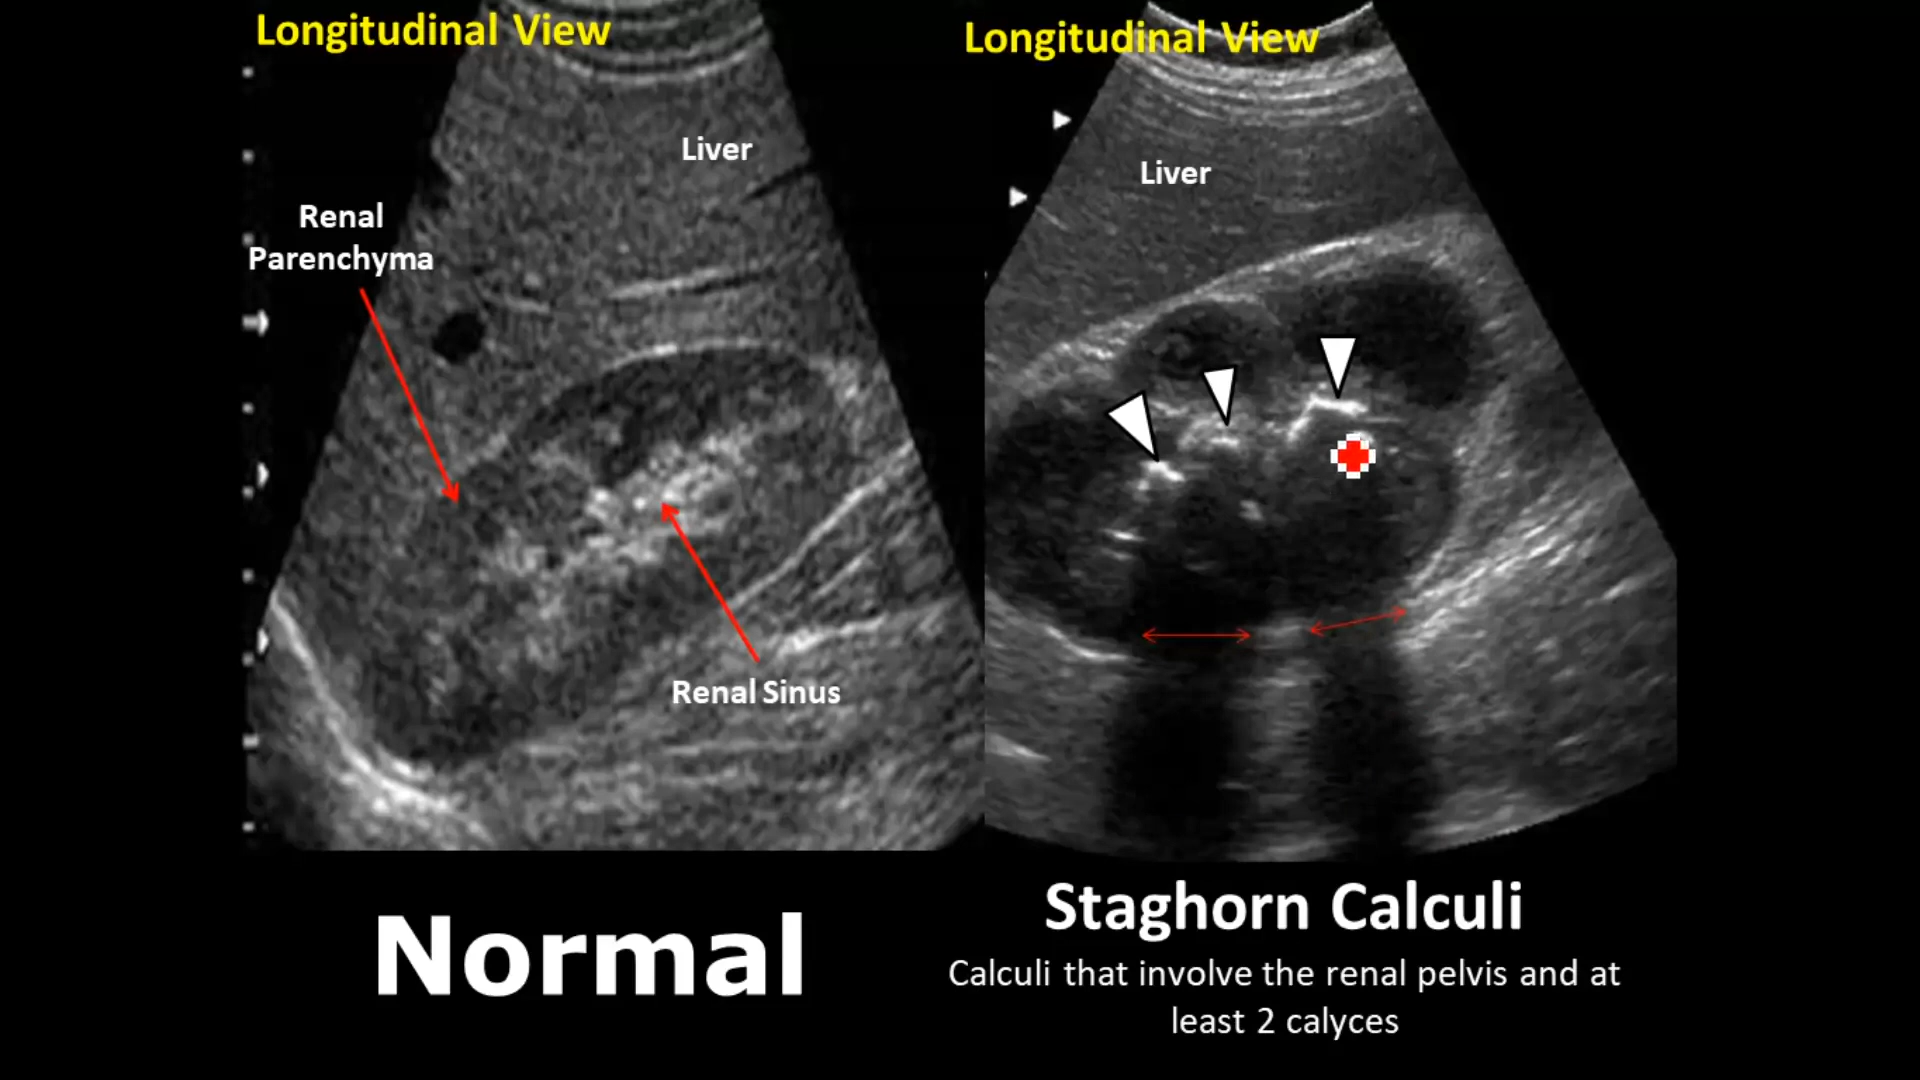 Longitudinal View
Liver
Renal
Parenchyma
Renal Sinus
Normal
Longitudinal View
Liver
Staghorn Calculi
Calculi that involve the renal pelvis and at
least 2 calyces